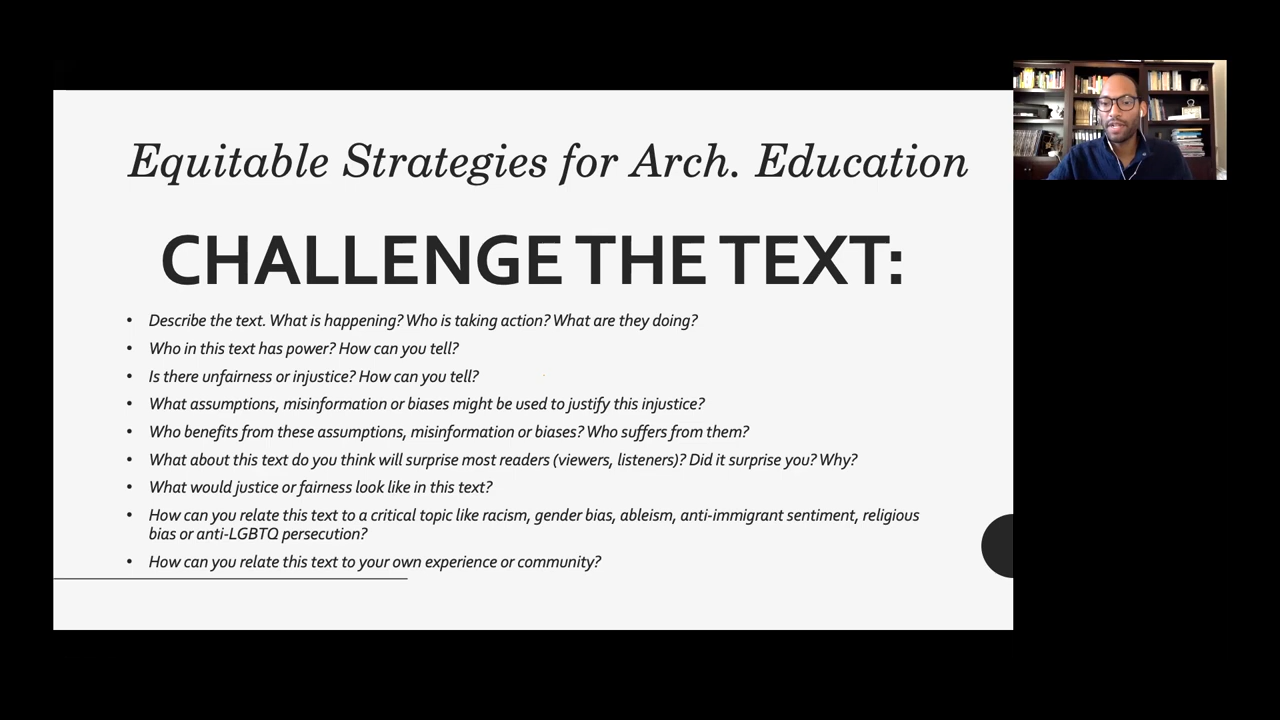 Equitable Strategies for Arch. Education
CHALLENGE THE TEXT:
• Describe the text. What is happening? Who is taking action? What are they doing?
• Who in this text has power? How can you tell?
• Is there unfairness or injustice? How can you tell?
• What assumptions, misinformation or biases might be used to justify this injustice?
• Who benefits from these assumptions, misinformation or biases? Who suffers from them?
• What about this text do you think will surprise most readers (viewers, listeners)? Did it surprise you? Why?
• What would justice or fairness look like in this text?
• How can you relate this text to a critical topic like racism, gender bias, ableism, anti-immigrant sentiment, religious
bias or anti-LGBTQ persecution?
• How can you relate this text to your own experience or community?